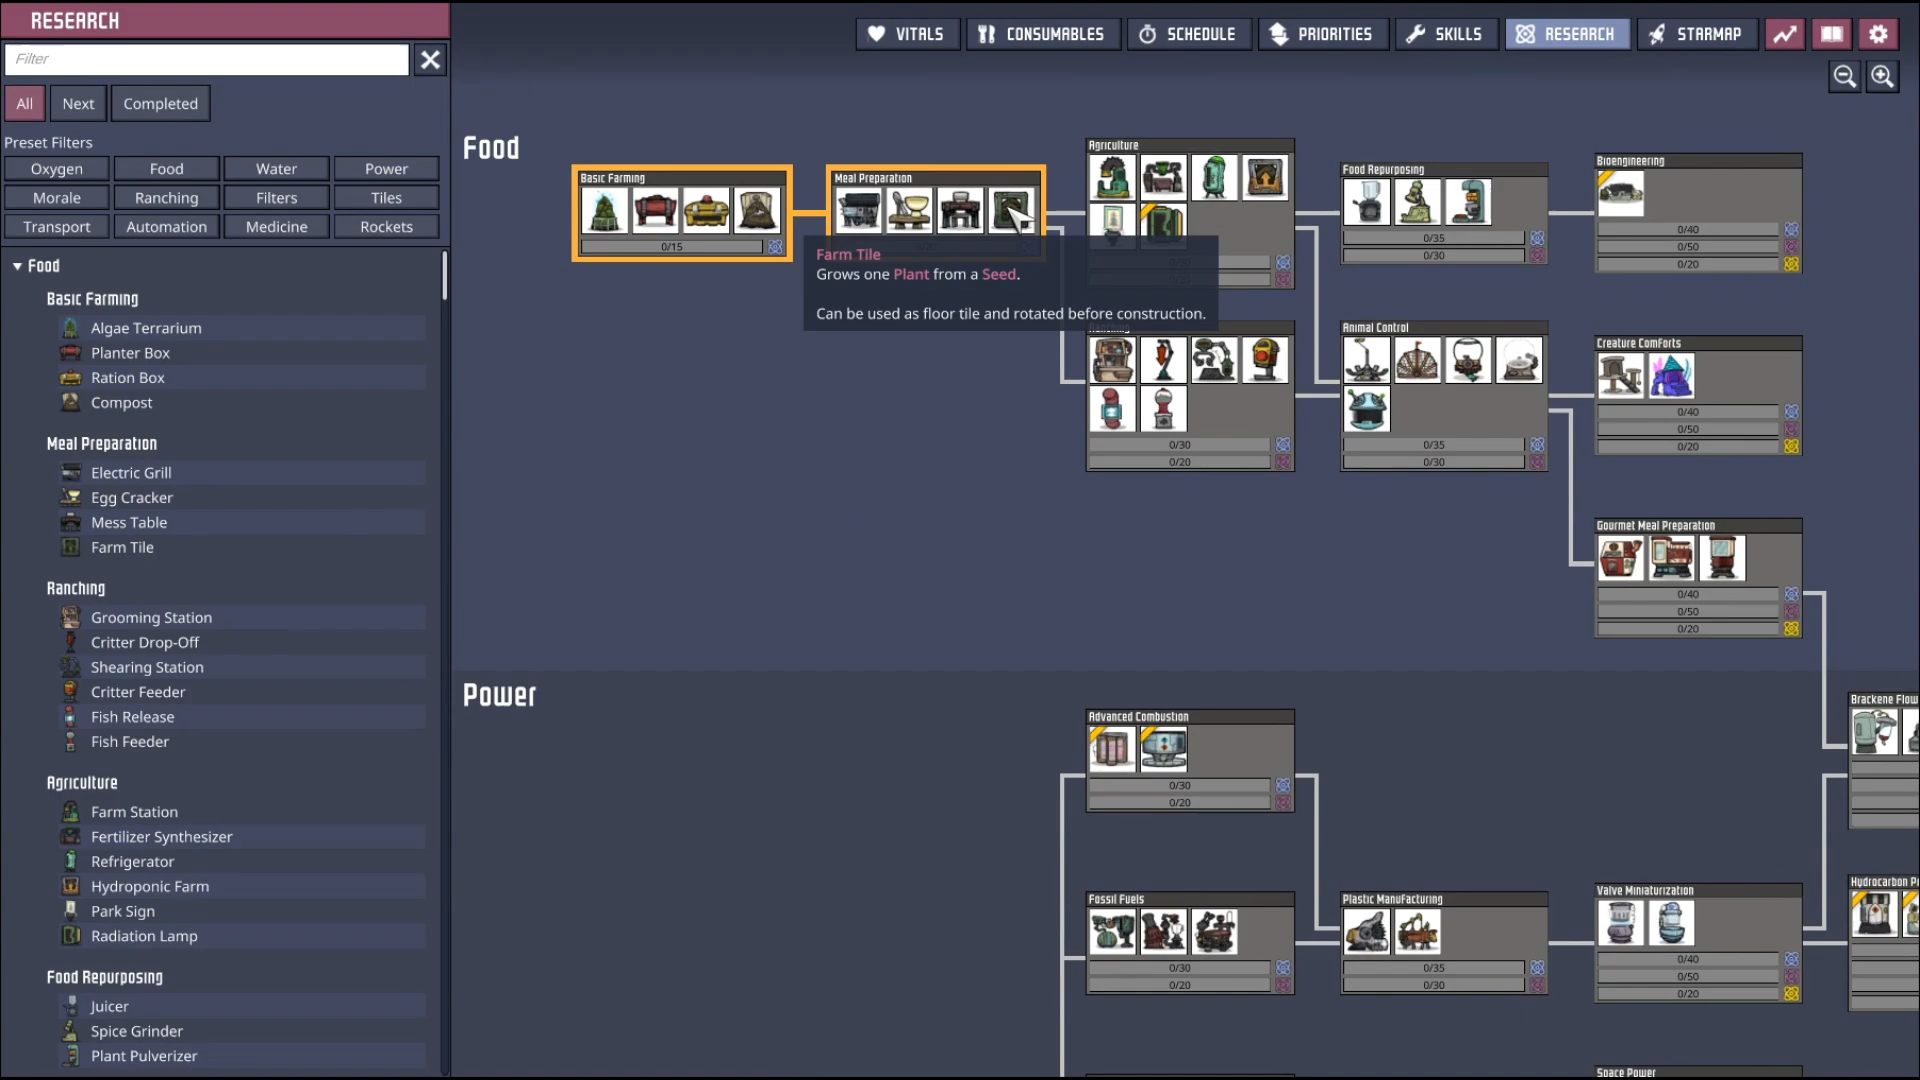 RESEARCH
VITALS
CONSUMABLES
SCHEDULE
PRIORITIES
SKILLS
RESEARCH
STARMAP
Filter
All
Next
Completed
Preset Filters
Oxygen
Food
Water
Power
Morale
Ranching
Filters
Tiles
Transport
Automation
Medicine
Rockets
Food
Basic Farming
Algae Terrarium
Planter Box
Ration Box
Compost
Meal Preparation
Electric Grill
Egg Cracker
Mess Table
Farm Tile
Ranching
Grooming Station
Critter Drop-Off
Shearing Station
Critter Feeder
Fish Release
Fish Feeder
Agriculture
Farm Station
Fertilizer Synthesizer
Refrigerator
Hydroponic Farm
Park Sign
Radiation Lamp
Food Repurposing
Juicer
Spice Grinder
Plant Pulverizer
Food
Basic Farming
0/15
Meal Preparation
Farm Tile
Grows one Plant from a Seed.
Can be used as floor tile and rotated before construction.
Agriculture
Food Repurposing
0/35
0/30
Bioengineering
0/40
0/50
0/20
Ranching
0/30
0/20
Animal Control
0/35
0/30
Creature Comforts
0/40
0/50
0/20
Gourmet Meal Preparation
0/40
0/50
0/20
Power
Advanced Combustion
0/30
0/20
Brackene Flow
Fossil Fuels
0/30
0/20
Plastic Manufacturing
0/35
0/30
Valve Miniaturization
0/40
0/50
0/20
Hydrocarbon Pr
Space Power